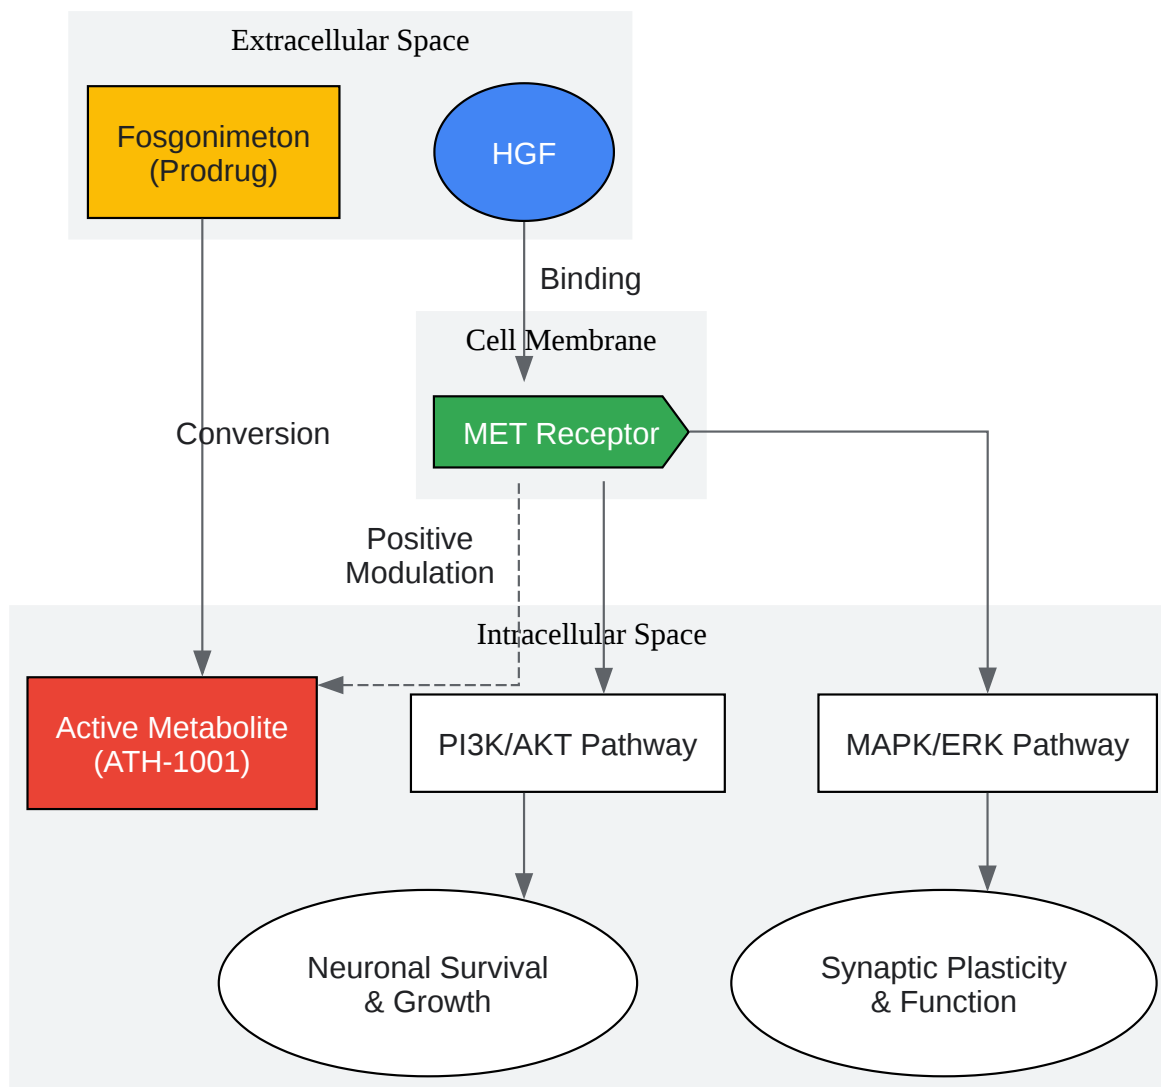 Extracellular Space
Fosgonimeton
(Prodrug)
HGF
Binding
Cell Membrane
MET Receptor
Conversion
Positive
Modulation
Intracellular Space
Active Metabolite
(ATH-1001)
PI3K/AKT Pathway
MAPK/ERK Pathway
Neuronal Survival
& Growth
Synaptic Plasticity
& Function